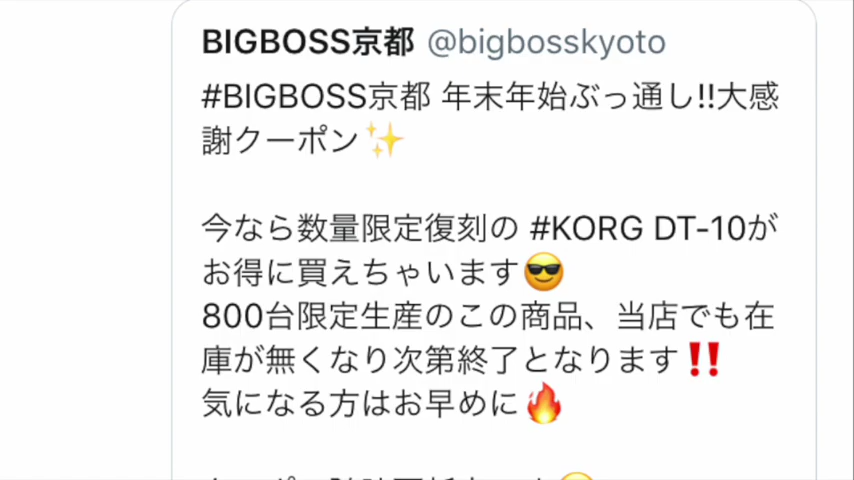 BIGBOSS京都 @bigbosskyoto
#BIGBOSS京都 年末年始ぶっ通し!!大感
謝クーポン✨
今なら数量限定復刻の #KORG DT-10が
お得に買えちゃいます😎
800台限定生産のこの商品、当店でも在
庫が無くなり次第終了となります‼️
気になる方はお早めに🔥